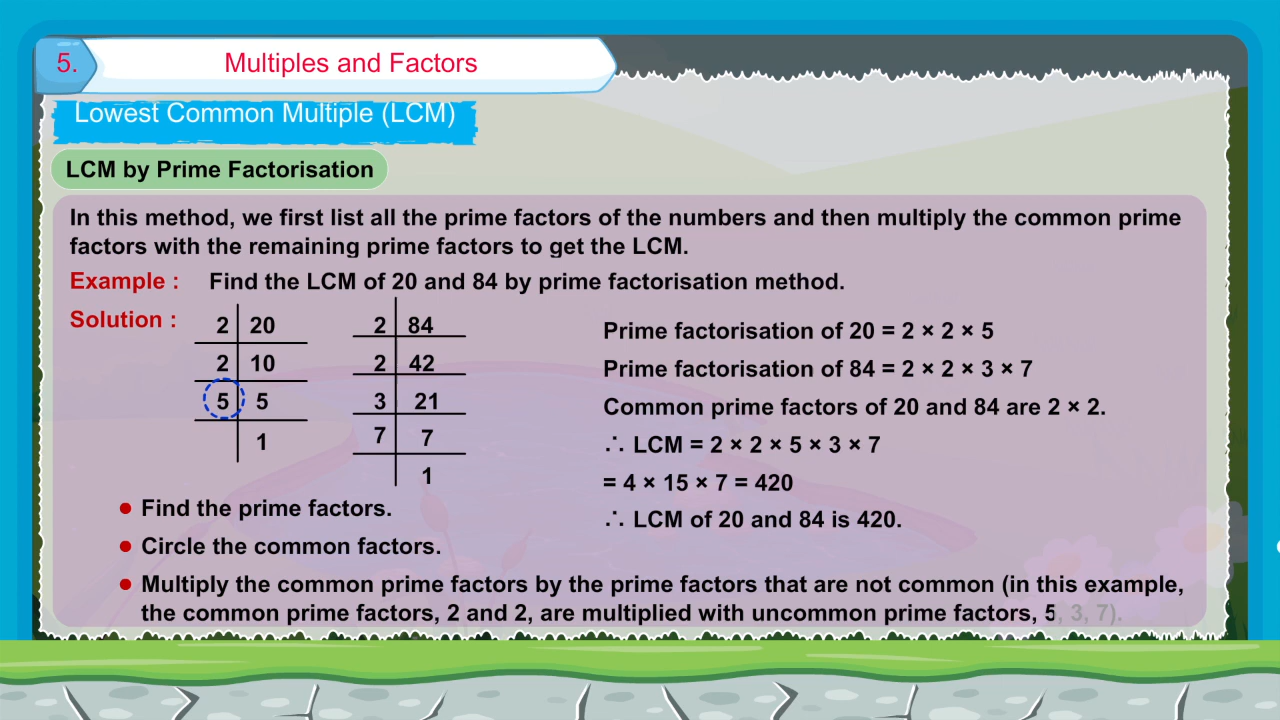 5.
Multiples and Factors
Lowest Common Multiple (LCM)
LCM by Prime Factorisation
In this method, we first list all the prime factors of the numbers and then multiply the common prime
factors with the remaining prime factors to get the LCM.
Example : Find the LCM of 20 and 84 by prime factorisation method.
Solution :
2 20
2 10
5 5
1
2 84
2 42
3 21
7 7
1
Prime factorisation of 20 = 2 × 2 × 5
Prime factorisation of 84 = 2 × 2 × 3 × 7
Common prime factors of 20 and 84 are 2 × 2.
∴ LCM = 2 × 2 × 5 × 3 × 7
= 4 × 15 × 7 = 420
∴ LCM of 20 and 84 is 420.
• Find the prime factors.
• Circle the common factors.
• Multiply the common prime factors by the prime factors that are not common (in this example,
the common prime factors, 2 and 2, are multiplied with uncommon prime factors, 5, 3, 7).